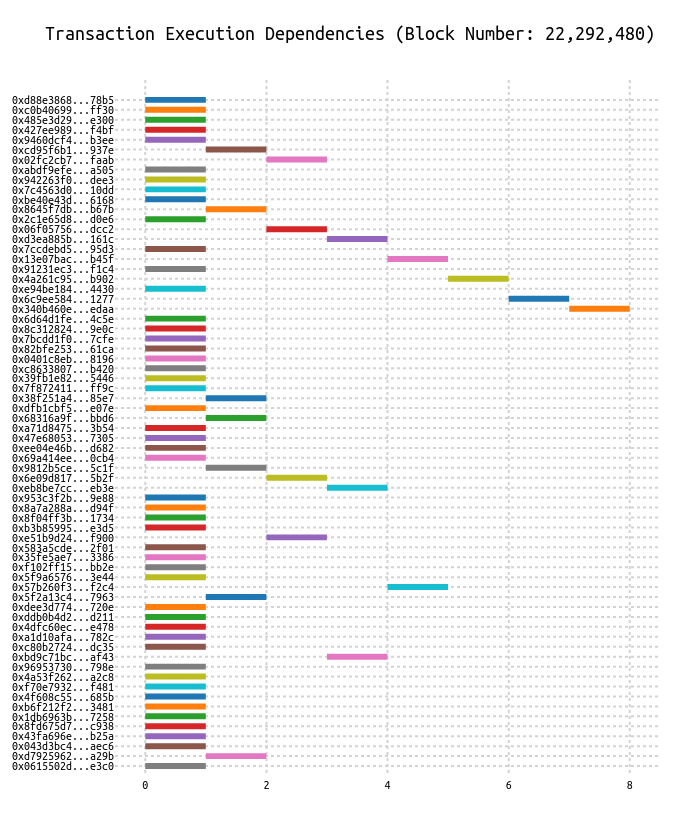 Transaction Execution Dependencies (Block Number: 22,292,480)
0xd88e3868...78b5
0xc0b40699...ff30
0x485e3d29...e300
0x427ee989...f4bf
0x9460dcf4...b3ee
0xcd95f6b1...937e
0x02fc2cb7...faab
0xabdf9efe...a505
0x942263f0...dee3
0x7c4563d0...10dd
0xbe40e43d...6168
0x8645f7db...b67b
0x2c1e65d8...d0e6
0x06f05756...dcc2
0xd3ea885b...161c
0x7ccdebd5...95d3
0x13e07bac...b45f
0x91231ec3...f1c4
0x4a261c95...b902
0xe94be184...4430
0x6c9ee584...1277
0x340b460e...edaa
0x6d64d1fe...4c5e
0x8c312824...9e0c
0x7bcdd1f0...7cfe
0x82bfe253...61ca
0x0401c8eb...8196
0xc8633807...b420
0x39fb1e82...5446
0x7f872411...ff9c
0x38f251a4...85e7
0xdfb1cbf5...e07e
0x68316a9f...bbd6
0xa71d8475...3b54
0x47e68053...7305
0xee04e46b...d682
0x69a414ee...0cb4
0x9812b5ce...5c1f
0x6e09d817...5b2f
0xeb8be7cc...eb3e
0x953c3f2b...9e88
0x8a7a288a...d94f
0x8f04ff3b...1734
0xb3b85995...e3d5
0xe51b9d24...f900
0x583a5cde...2f01
0x35fe5ae7...3386
0xf102ff15...bb2e
0x5f9a6576...3e44
0x57b260f3...f2c4
0x5f2a13c4...7963
0xdee3d774...720e
0xddb0b4d2...d211
0x4dfc60ec...e478
0xa1d10afa...782c
0xc80b2724...dc35
0xbd9c71bc...af43
0x96953730...798e
0x4a53f262...a2c8
0xf70e7932...f481
0x4f608c55...685b
0xb6f212f2...3481
0x1db6963b...7258
0x8fd675d7...c938
0x43fa696e...b25a
0x043d3bc4...aec6
0xd7925962...a29b
0x0615502d...e3c0
0 2 4 6 8